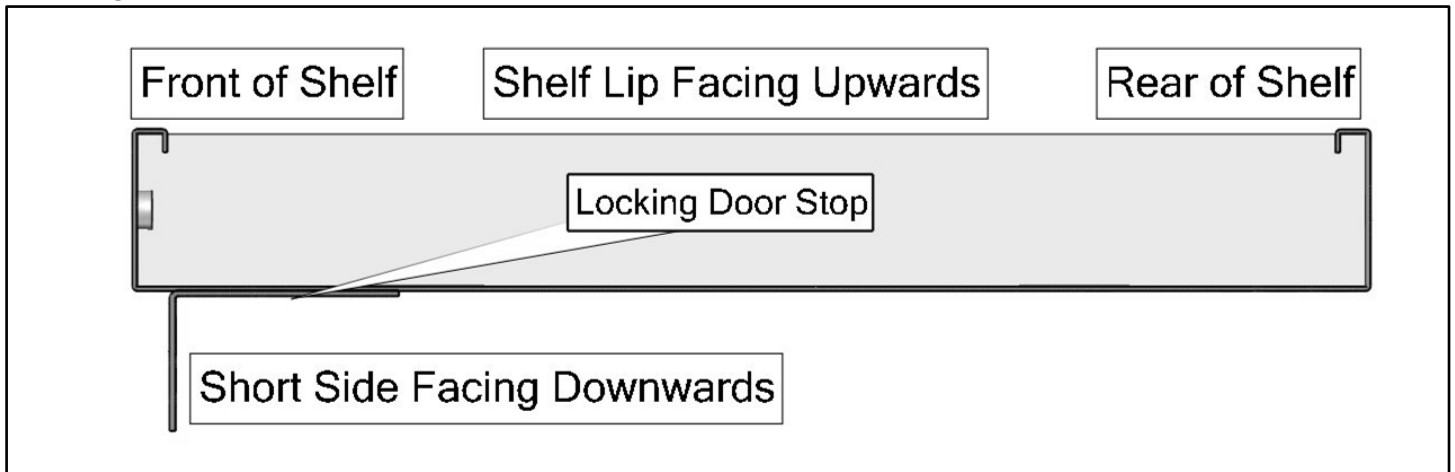 Front of Shelf
Shelf Lip Facing Upwards
Rear of Shelf
Locking Door Stop
Short Side Facing Downwards